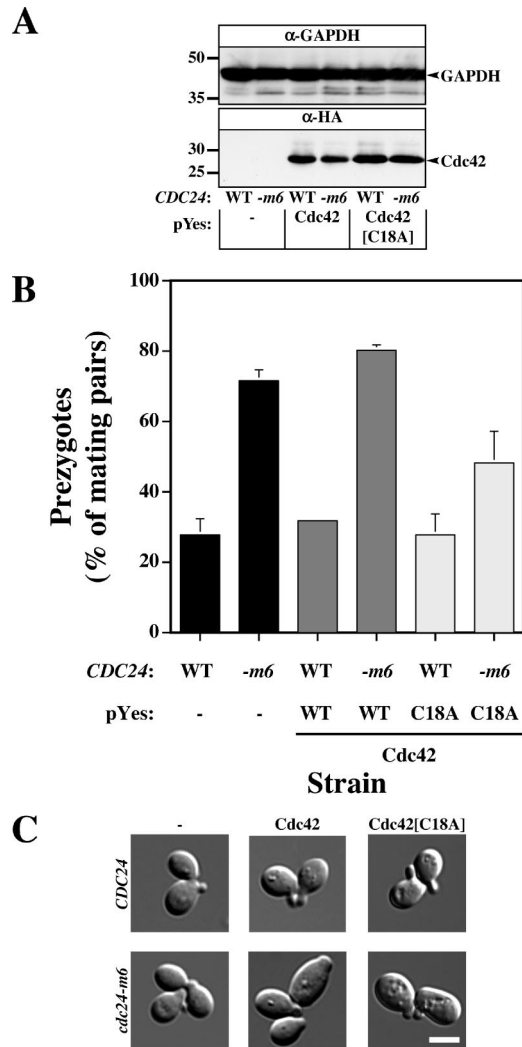 A
α-GAPDH
50
35
GAPDH
α-HA
30
25
Cdc42
CDC24: WT -m6 WT -m6 WT -m6
pYes: - Cdc42 Cdc42
[C18A]
B
Prezygotes
(% of mating pairs)
100
80
60
40
20
0
CDC24: WT -m6 WT -m6 WT -m6
pYes: - - WT WT C18A C18A
Cdc42
Strain
C
- Cdc42 Cdc42[C18A]
CDC24
cdc24-m6